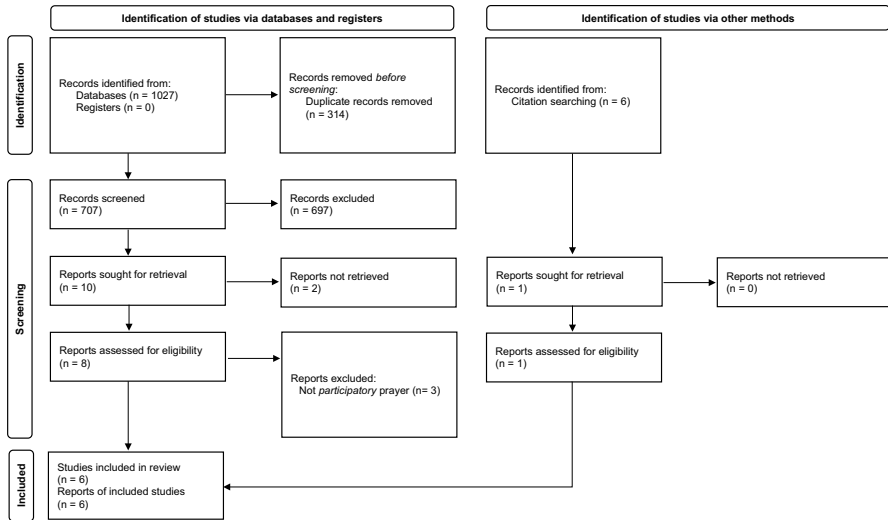 Identification of studies via databases and registers
Identification of studies via other methods
Identification
Records identified from:
Databases (n = 1027)
Registers (n = 0)
Records removed before
screening:
Duplicate records removed
(n = 314)
Records identified from:
Citation searching (n = 6)
Screening
Records screened
(n = 707)
Records excluded
(n = 697)
Reports sought for retrieval
(n = 10)
Reports not retrieved
(n = 2)
Reports sought for retrieval
(n = 1)
Reports not retrieved
(n = 0)
Reports assessed for eligibility
(n = 8)
Reports excluded:
Not participatory prayer (n= 3)
Reports assessed for eligibility
(n = 1)
Included
Studies included in review
(n = 6)
Reports of included studies
(n = 6)